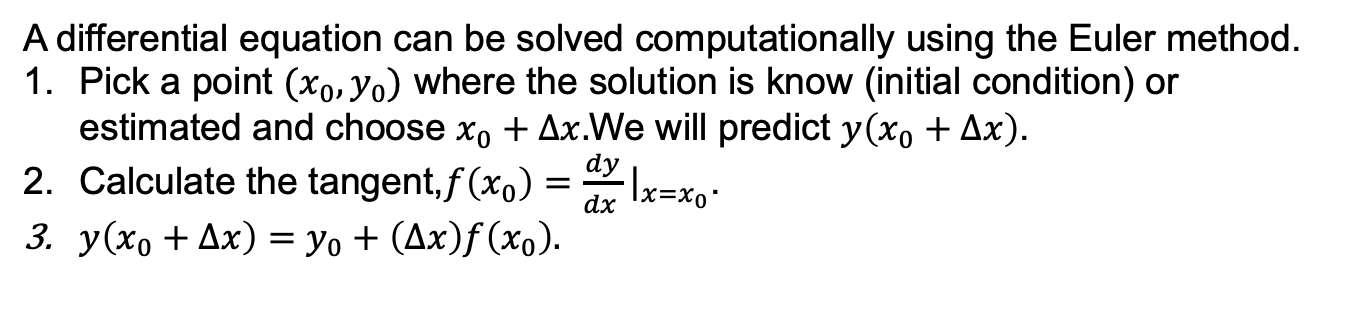 A differential equation can be solved computationally using the Euler method.
1. Pick a point (x₀, y₀) where the solution is know (initial condition) or
estimated and choose x₀ + Δx.We will predict y(x₀ + Δx).
2. Calculate the tangent,f(x₀) = dy/dx|ₓ₌ₓ₀.
3. y(x₀ + Δx) = y₀ + (Δx)f(x₀).